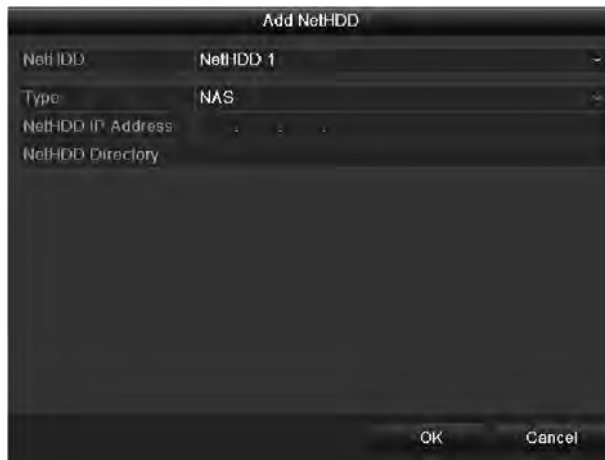 Add NetHDD
NetHDD NetHDD 1
Type NAS
NetHDD IP Address . . .
NetHDD Directory
OK Cancel